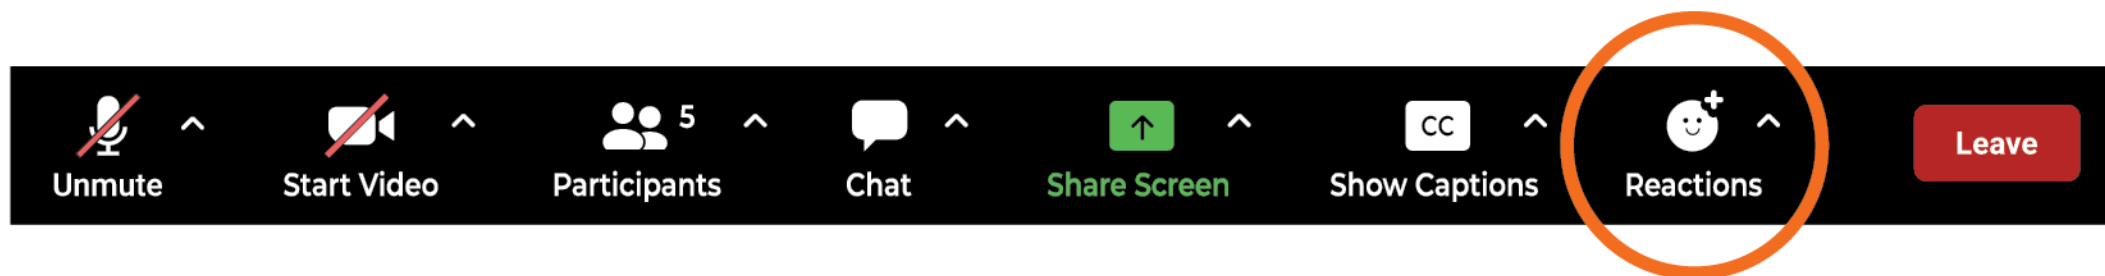 5
CC
Unmute
Start Video
Participants
Chat
Share Screen
Show Captions
Reactions
Leave